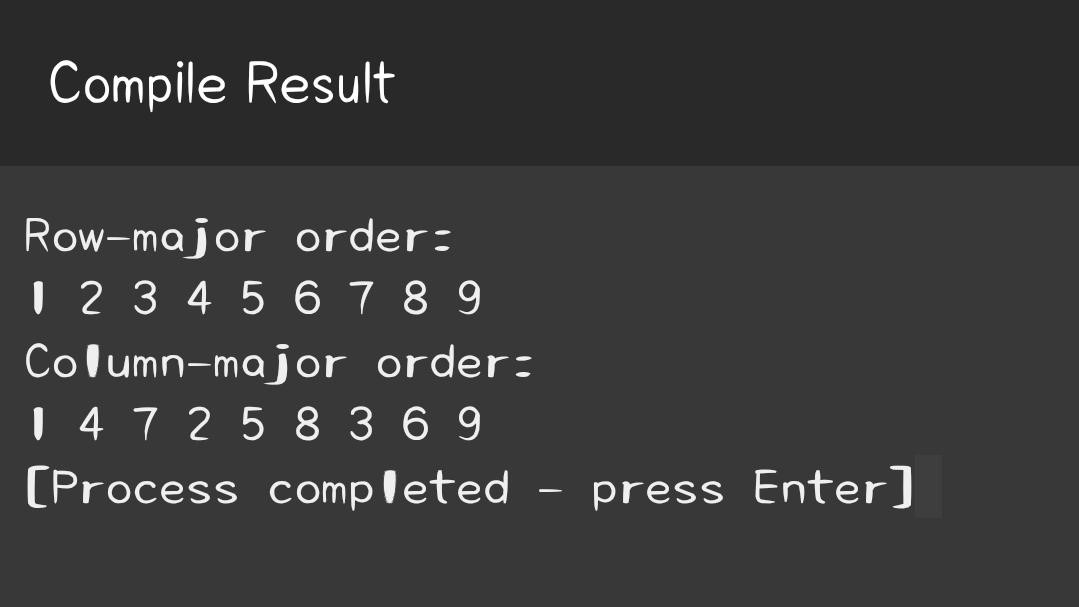 Compile Result
Row-major order:
1 2 3 4 5 6 7 8 9
Column-major order:
1 4 7 2 5 8 3 6 9
[Process completed - press Enter]